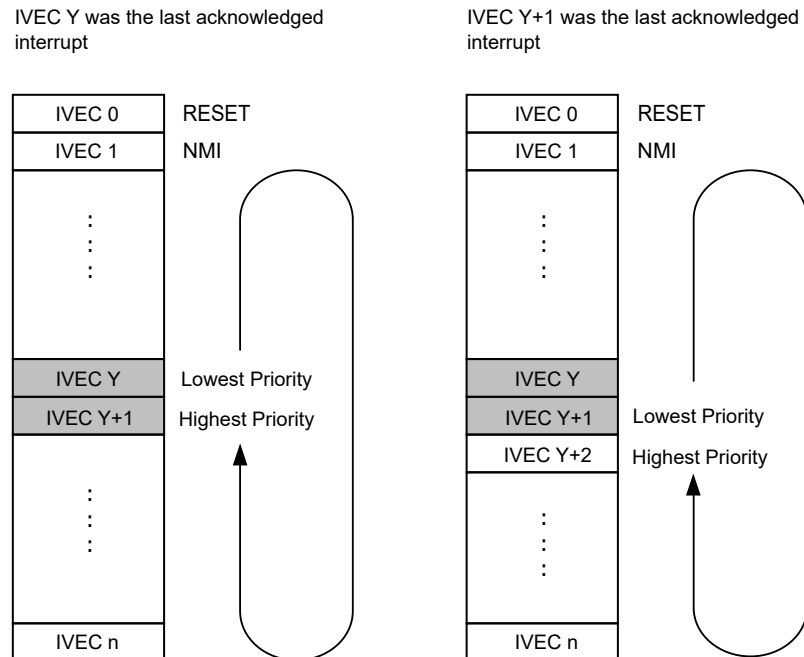 IVEC Y was the last acknowledged
interrupt
IVEC 0 RESET
IVEC 1 NMI
⋮
IVEC Y Lowest Priority
IVEC Y+1 Highest Priority
⋮
IVEC n
IVEC Y+1 was the last acknowledged
interrupt
IVEC 0 RESET
IVEC 1 NMI
⋮
IVEC Y
IVEC Y+1 Lowest Priority
IVEC Y+2 Highest Priority
⋮
IVEC n